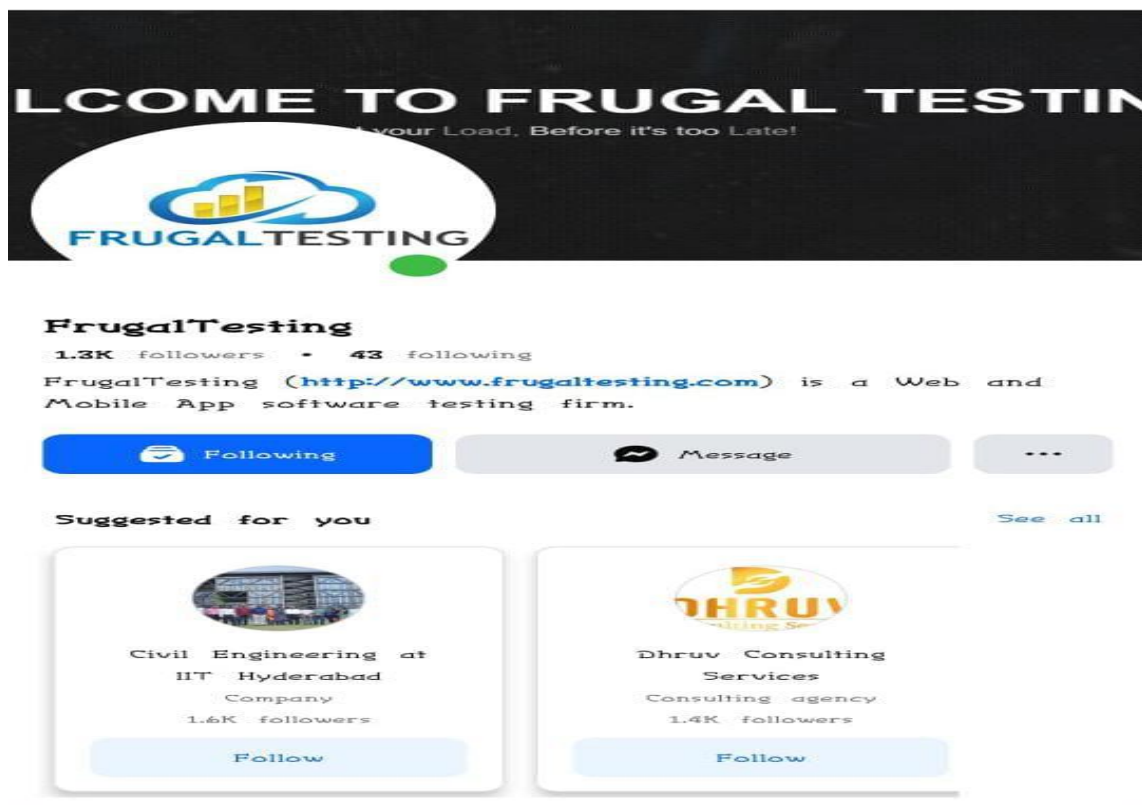 LCOME TO FRUGAL TESTIN
your Load, Before it's too Late!
FRUGALTESTING
FrugalTesting
1.3K followers • 43 following
FrugalTesting (http://www.frugaltesting.com) is a Web and
Mobile App software testing firm.
Following
Message
...
Suggested for you
See all
Civil Engineering at
IIT Hyderabad
Company
1.6K followers
Follow
DHRUV
Dhruv Consulting
Services
Consulting agency
1.4K followers
Follow